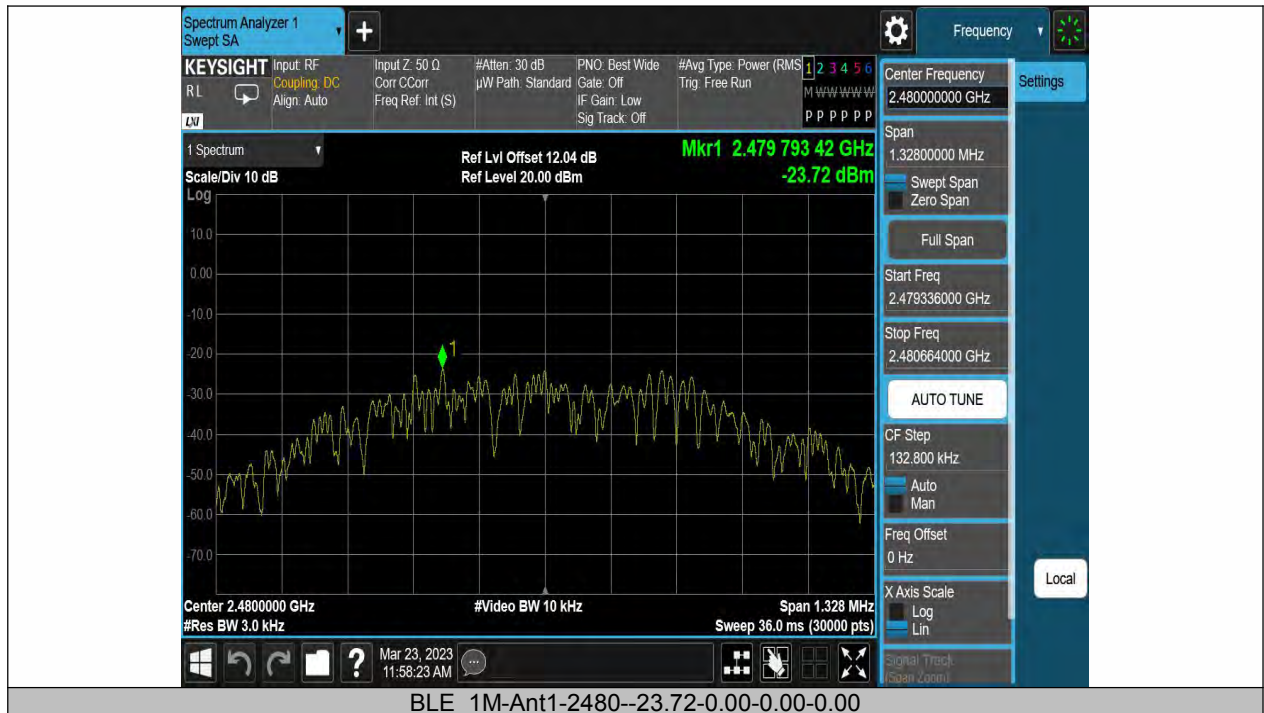 Spectrum Analyzer 1
Swept SA
+
Frequency
KEYSIGHT
RL
LXI
Input: RF
Coupling: DC
Align: Auto
Input Z: 50 Ω
Corr CCorr
Freq Ref: Int (S)
#Atten: 30 dB
µW Path: Standard
PNO: Best Wide
Gate: Off
IF Gain: Low
Sig Track: Off
#Avg Type: Power (RMS
Trig: Free Run
1 2 3 4 5 6
M W W W W W
P P P P P P
1 Spectrum
Scale/Div 10 dB
Log
Ref Lvl Offset 12.04 dB
Ref Level 20.00 dBm
Mkr1 2.479 793 42 GHz
-23.72 dBm
10.0
0.00
-10.0
-20.0
-30.0
-40.0
-50.0
-60.0
-70.0
1
Center 2.4800000 GHz
#Res BW 3.0 kHz
#Video BW 10 kHz
Span 1.328 MHz
Sweep 36.0 ms (30000 pts)
Center Frequency
2.480000000 GHz
Span
1.32800000 MHz
Swept Span
Zero Span
Full Span
Start Freq
2.479336000 GHz
Stop Freq
2.480664000 GHz
AUTO TUNE
CF Step
132.800 kHz
Auto
Man
Freq Offset
0 Hz
X Axis Scale
Log
Lin
Signal Track
(Span Zoom)
Settings
Local
?
Mar 23, 2023
11:58:23 AM
BLE_1M-Ant1-2480--23.72-0.00-0.00-0.00